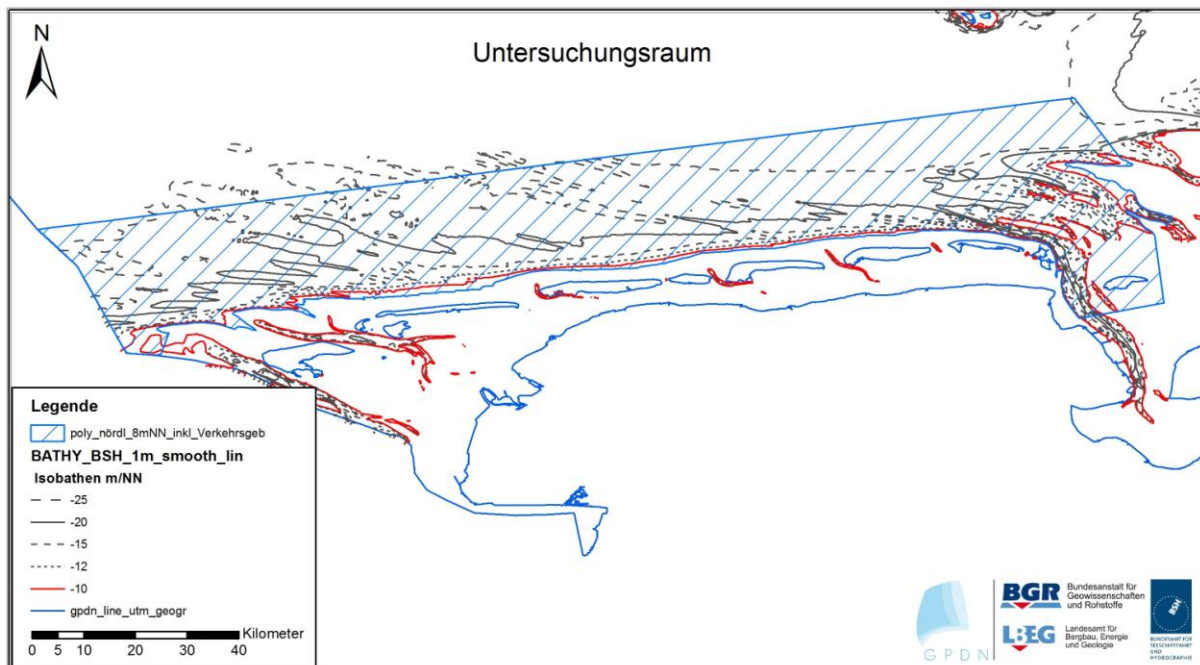 Untersuchungsraum
N
Legende
poly_nördl_8mNN_inkl_Verkehrsgeb
BATHY_BSH_1m_smooth_lin
Isobathen m/NN
-25
-20
-15
-12
-10
gpdn_line_utm_geogr
Kilometer
0 5 10 20 30 40
GPDN
BGR
Bundesanstalt für
Geowissenschaften
und Rohstoffe
LBEG
Landesamt für
Bergbau, Energie
und Geologie
BSH
BUNDESAMT FÜR
SEESCHIFFFAHRT
UND
HYDROGRAPHIE